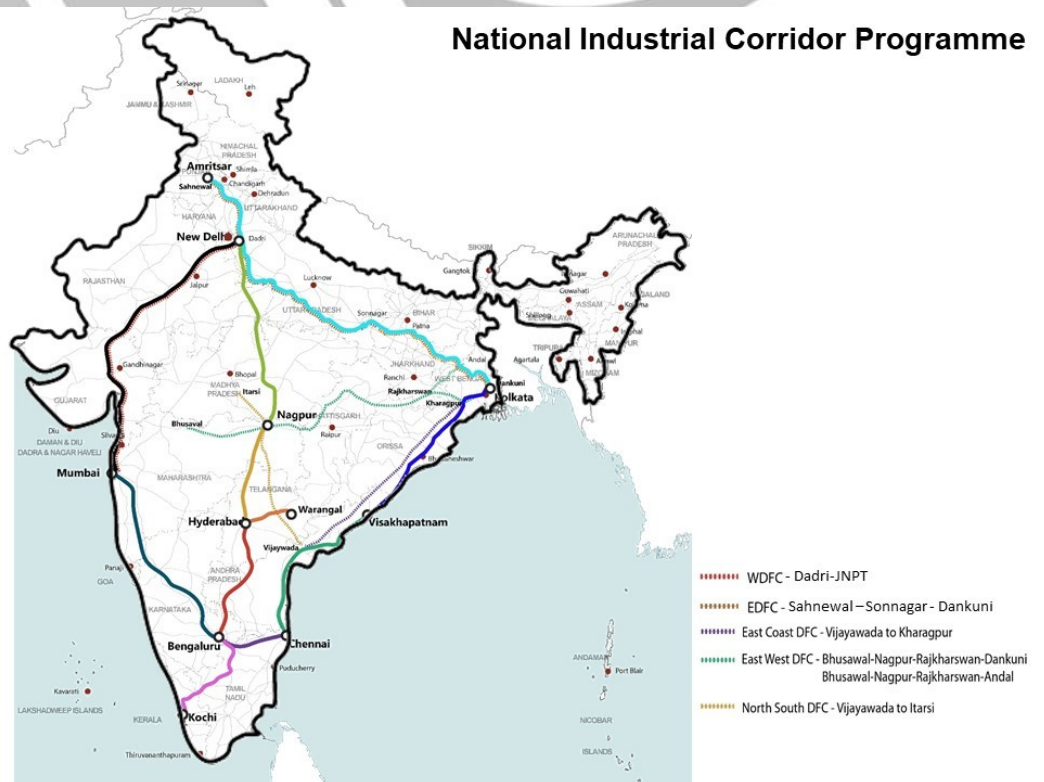 National Industrial Corridor Programme
LADAKH
Srinagar
Leh
JAMMU & KASHMIR
HIMACHAL
PRADESH
Amritsar
Shimla
Sahnewal
Chandigarh
Dehradun
UTTARAKHAND
HARYANA
New Delhi
Dadri
ARUNACHAL
PRADESH
SIKKIM
Gangtok
RAJASTHAN
Jaipur
Lucknow
Guwahati
ASSAM
NAGALAND
UTTAR PRADESH
Sonnagar
BIHAR
Patna
Shillong
TRIPURA
Agartala
MIZORAM
Gandhinagar
Bhopal
MADHYA
PRADESH
Itarsi
JHARKHAND
Andal
Ranchi
WEST BENGAL
Rajkharswan
Dankuni
Kolkata
Kharagpur
GUJARAT
Nagpur
Bhusaval
Raipur
Diu
DAMAN & DIU
DADRA & NAGAR HAVELI
ORISSA
Bhubaneshwar
Mumbai
MAHARASHTRA
TELANGANA
Hyderabad
Warangal
Visakhapatnam
Vijaywada
Panaji
GOA
ANDHRA
PRADESH
KARNATAKA
Bengaluru
Chennai
Puducherry
TAMIL
NADU
Kavarati
LAKSHADWEEP ISLANDS
KERALA
Kochi
Thiruvananthapuram
ANDAMAN
Port Blair
NICOBAR
ISLANDS
WDFC - Dadri-JNPT
EDFC - Sahnewal –Sonnagar - Dankuni
East Coast DFC - Vijayawada to Kharagpur
East West DFC - Bhusawal-Nagpur-Rajkharswan-Dankuni
Bhusawal-Nagpur-Rajkharswan-Andal
North South DFC - Vijayawada to Itarsi